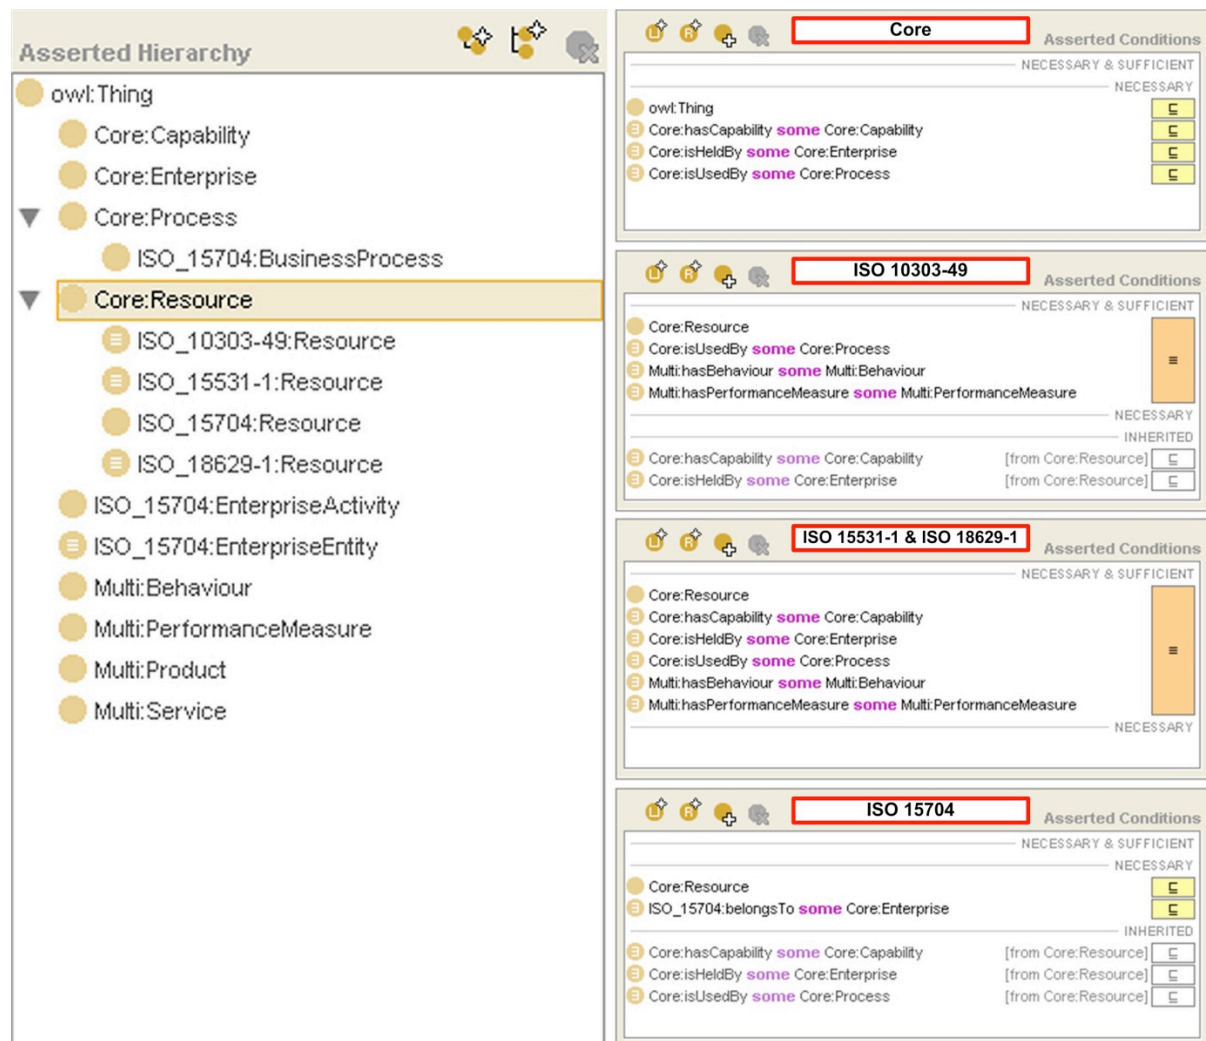 Asserted Hierarchy
owl:Thing
Core:Capability
Core:Enterprise
Core:Process
ISO_15704:BusinessProcess
Core:Resource
ISO_10303-49:Resource
ISO_15531-1:Resource
ISO_15704:Resource
ISO_18629-1:Resource
ISO_15704:EnterpriseActivity
ISO_15704:EnterpriseEntity
Multi:Behaviour
Multi:PerformanceMeasure
Multi:Product
Multi:Service
Core
Asserted Conditions
NECESSARY & SUFFICIENT
NECESSARY
owl:Thing
Core:hasCapability some Core:Capability
Core:isHeldBy some Core:Enterprise
Core:isUsedBy some Core:Process
ISO 10303-49
Asserted Conditions
NECESSARY & SUFFICIENT
Core:Resource
Core:isUsedBy some Core:Process
Multi:hasBehaviour some Multi:Behaviour
Multi:hasPerformanceMeasure some Multi:PerformanceMeasure
NECESSARY
INHERITED
Core:hasCapability some Core:Capability [from Core:Resource]
Core:isHeldBy some Core:Enterprise [from Core:Resource]
ISO 15531-1 & ISO 18629-1
Asserted Conditions
NECESSARY & SUFFICIENT
Core:Resource
Core:hasCapability some Core:Capability
Core:isHeldBy some Core:Enterprise
Core:isUsedBy some Core:Process
Multi:hasBehaviour some Multi:Behaviour
Multi:hasPerformanceMeasure some Multi:PerformanceMeasure
NECESSARY
ISO 15704
Asserted Conditions
NECESSARY & SUFFICIENT
NECESSARY
Core:Resource
ISO_15704:belongsTo some Core:Enterprise
INHERITED
Core:hasCapability some Core:Capability [from Core:Resource]
Core:isHeldBy some Core:Enterprise [from Core:Resource]
Core:isUsedBy some Core:Process [from Core:Resource]